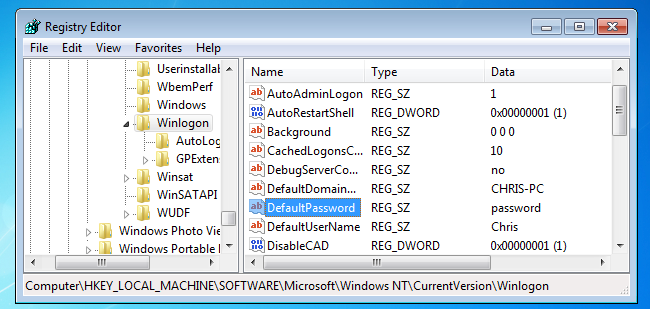 Registry Editor
File Edit View Favorites Help
Userinstallab
WbemPerf
Windows
Winlogon
AutoLog
GPExtens
Winsat
WinSATAPI
WUDF
Windows Photo View
Windows Portable D
Name Type Data
AutoAdminLogon REG_SZ 1
AutoRestartShell REG_DWORD 0x00000001 (1)
Background REG_SZ 0 0 0
CachedLogonsC... REG_SZ 10
DebugServerCo... REG_SZ no
DefaultDomain... REG_SZ CHRIS-PC
DefaultPassword REG_SZ password
DefaultUserName REG_SZ Chris
DisableCAD REG_DWORD 0x00000001 (1)
Computer\HKEY_LOCAL_MACHINE\SOFTWARE\Microsoft\Windows NT\CurrentVersion\Winlogon